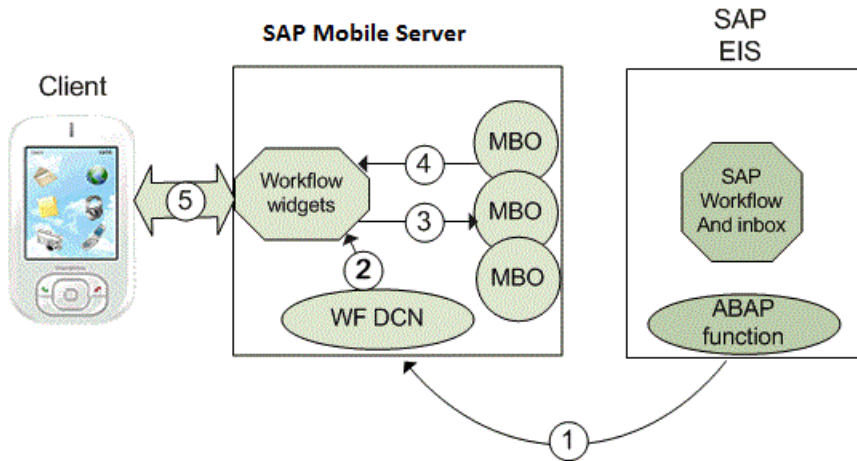 SAP Mobile Server
SAP
EIS
Client
MBO
4
Workflow
widgets
5
3
MBO
SAP
Workflow
And inbox
2
MBO
WF DCN
ABAP
function
1